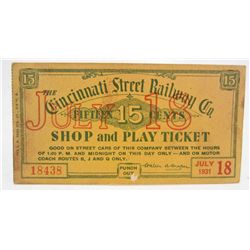 15
15
THE
Cincinnati Street Railway Co.
JULY 18
FIFTEEN 15 CENTS
SHOP and PLAY TICKET
GOOD ON STREET CARS OF THIS COMPANY BETWEEN THE HOURS
OF 1:00 P. M. AND MIDNIGHT ON THIS DAY ONLY—AND ON MOTOR
COACH ROUTES B, J AND Q ONLY.
18438
PUNCH
OUT
JULY
1931
18